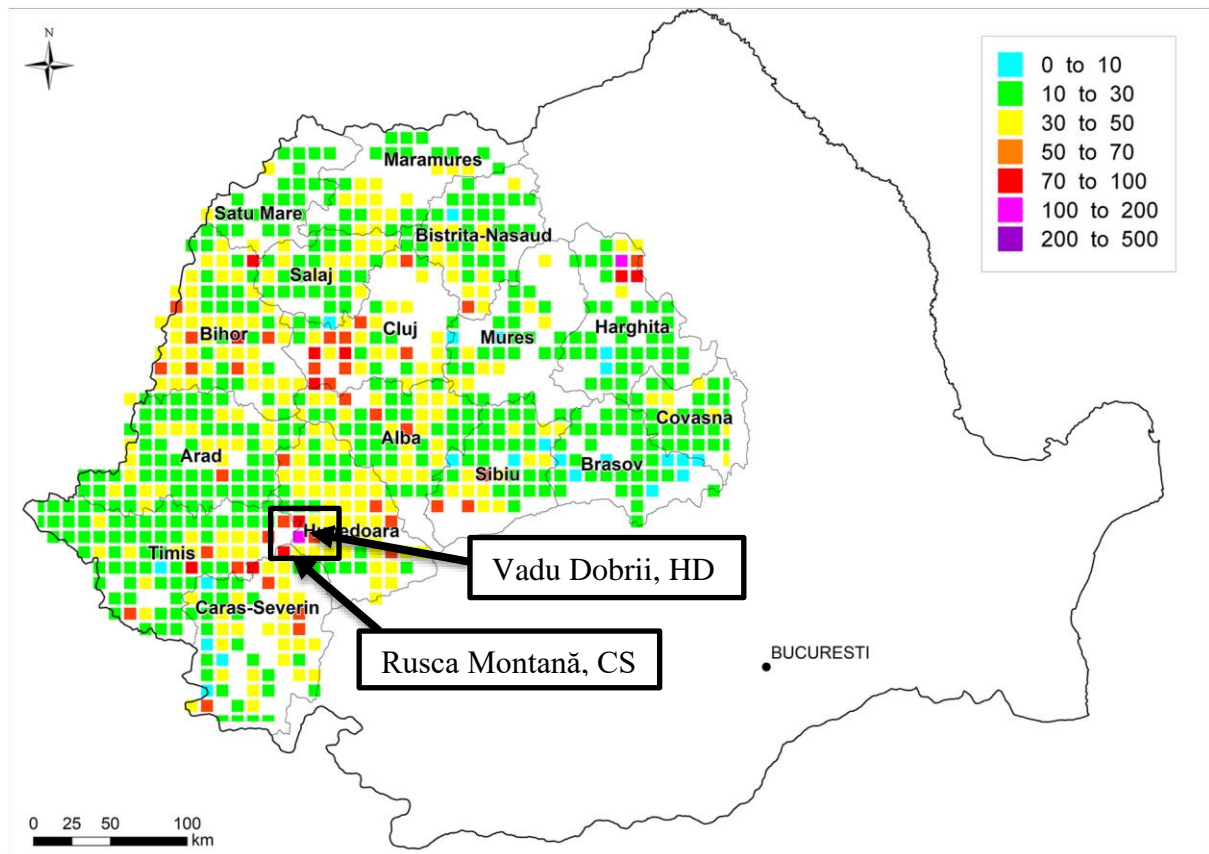 N
0 to 10
10 to 30
30 to 50
50 to 70
70 to 100
100 to 200
200 to 500
Maramures
Satu Mare
Bistrita-Nasaud
Salaj
Bihor
Cluj
Mures
Harghita
Covasna
Alba
Arad
Sibiu
Brasov
Hunedoara
Timis
Vadu Dobrii, HD
Caras-Severin
Rusca Montană, CS
BUCURESTI
0 25 50 100
km